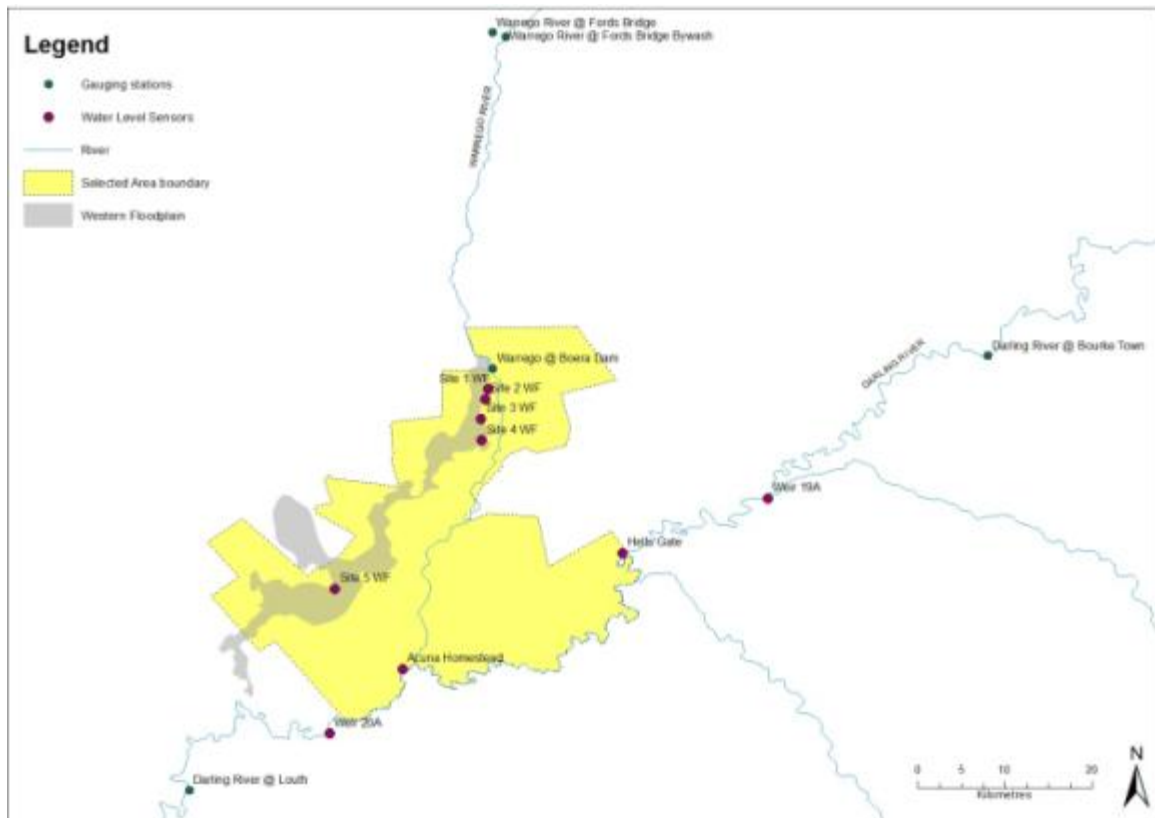 Legend
Gauging stations
Water Level Sensors
River
Selected Area boundary
Western Floodplain
Warrego River @ Fords Bridge
Warrego River @ Fords Bridge Bywash
WARREGO RIVER
Warrego @ Boera Dam
Site 1 WF
Site 2 WF
Site 3 WF
Site 4 WF
Darling River @ Bourke Town
DARLING RIVER
Weir 19A
Hells Gate
Site 5 WF
Akuna Homestead
Weir 20A
Darling River @ Louth
N
0 5 10 20
Kilometres